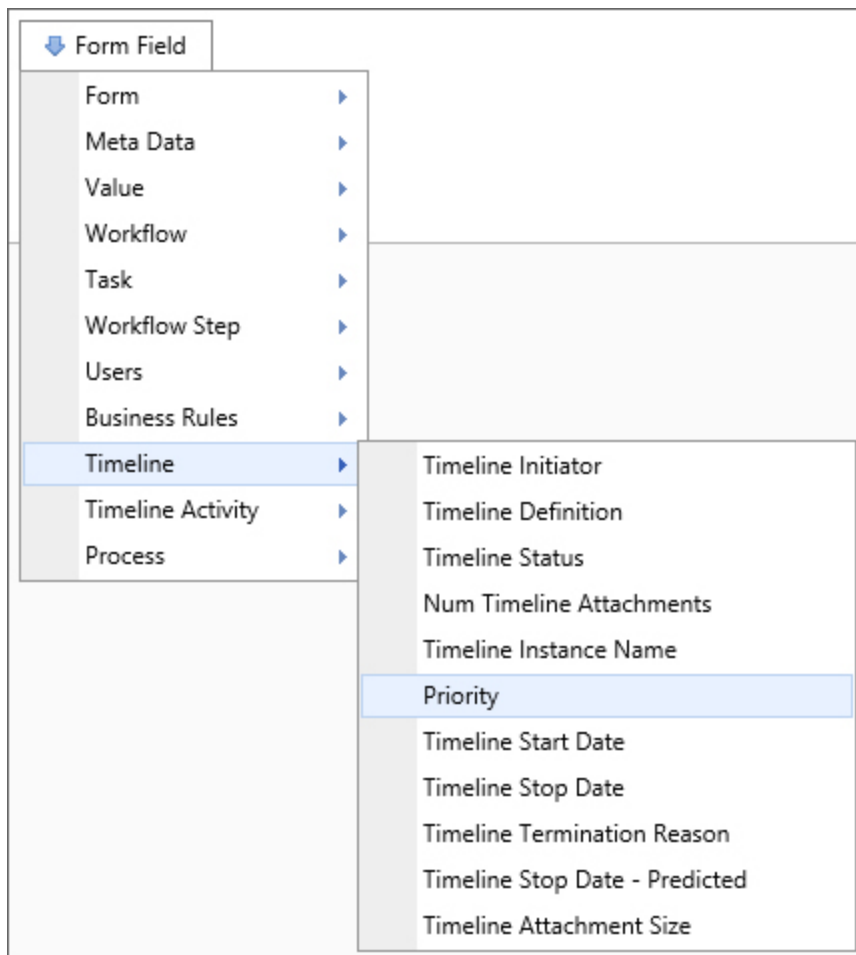 Form Field
Form
Meta Data
Value
Workflow
Task
Workflow Step
Users
Business Rules
Timeline
Timeline Activity
Process
Timeline Initiator
Timeline Definition
Timeline Status
Num Timeline Attachments
Timeline Instance Name
Priority
Timeline Start Date
Timeline Stop Date
Timeline Termination Reason
Timeline Stop Date - Predicted
Timeline Attachment Size